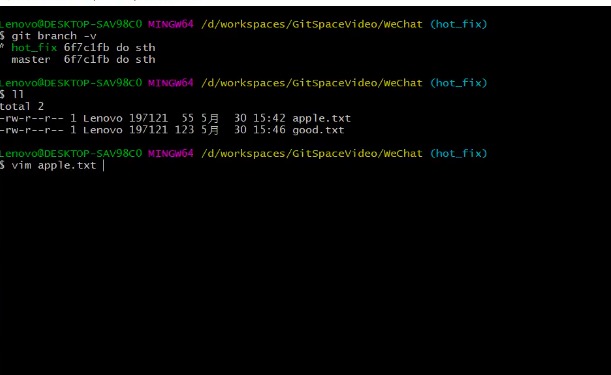 Lenovo@DESKTOP-SAV98C0 MINGW64 /d/workspaces/GitSpaceVideo/WeChat (hot_fix)
$ git branch -v
* hot_fix 6f7c1fb do sth
  master  6f7c1fb do sth
Lenovo@DESKTOP-SAV98C0 MINGW64 /d/workspaces/GitSpaceVideo/WeChat (hot_fix)
$ ll
total 2
-rw-r--r-- 1 Lenovo 197121  55 5月  30 15:42 apple.txt
-rw-r--r-- 1 Lenovo 197121 123 5月  30 15:46 good.txt
Lenovo@DESKTOP-SAV98C0 MINGW64 /d/workspaces/GitSpaceVideo/WeChat (hot_fix)
$ vim apple.txt